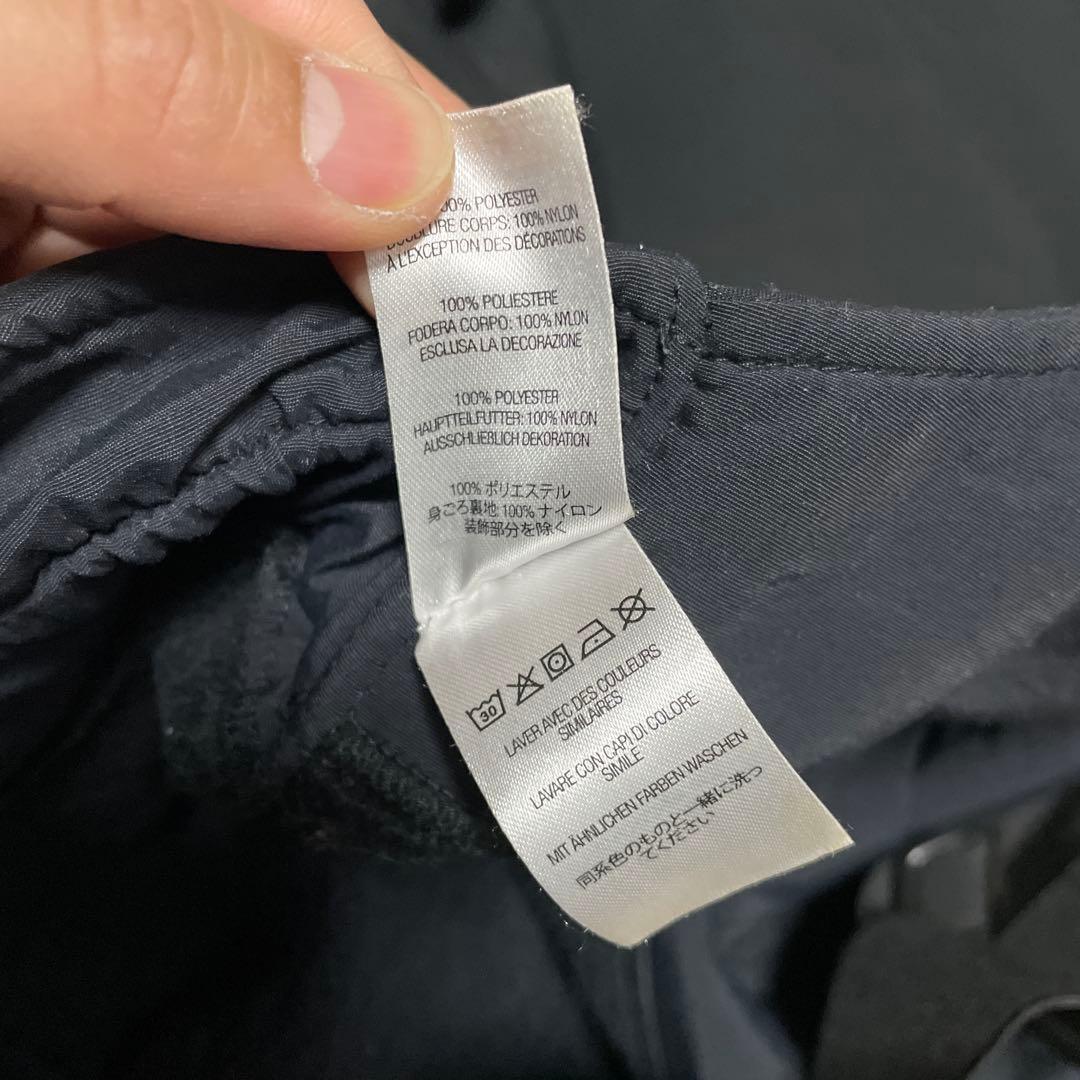 00% POLYESTER
DOUBLURE CORPS: 100% NYLON
À L'EXCEPTION DES DÉCORATIONS
100% POLIESTERE
FODERA CORPO: 100% NYLON
ESCLUSA LA DECORAZIONE
100% POLYESTER
HAUPTTEILFUTTER: 100% NYLON
AUSSCHLIEBLICH DEKORATION
100% ポリエステル
身ごろ裏地: 100% ナイロン
装飾部分を除く
30
LAVER AVEC DES COULEURS
SIMILAIRES
LAVARE CON CAPI DI COLORE
SIMILE
MIT ÄHNLICHEN FARBEN WASCHEN
同系色のものと一緒に洗っ
てください